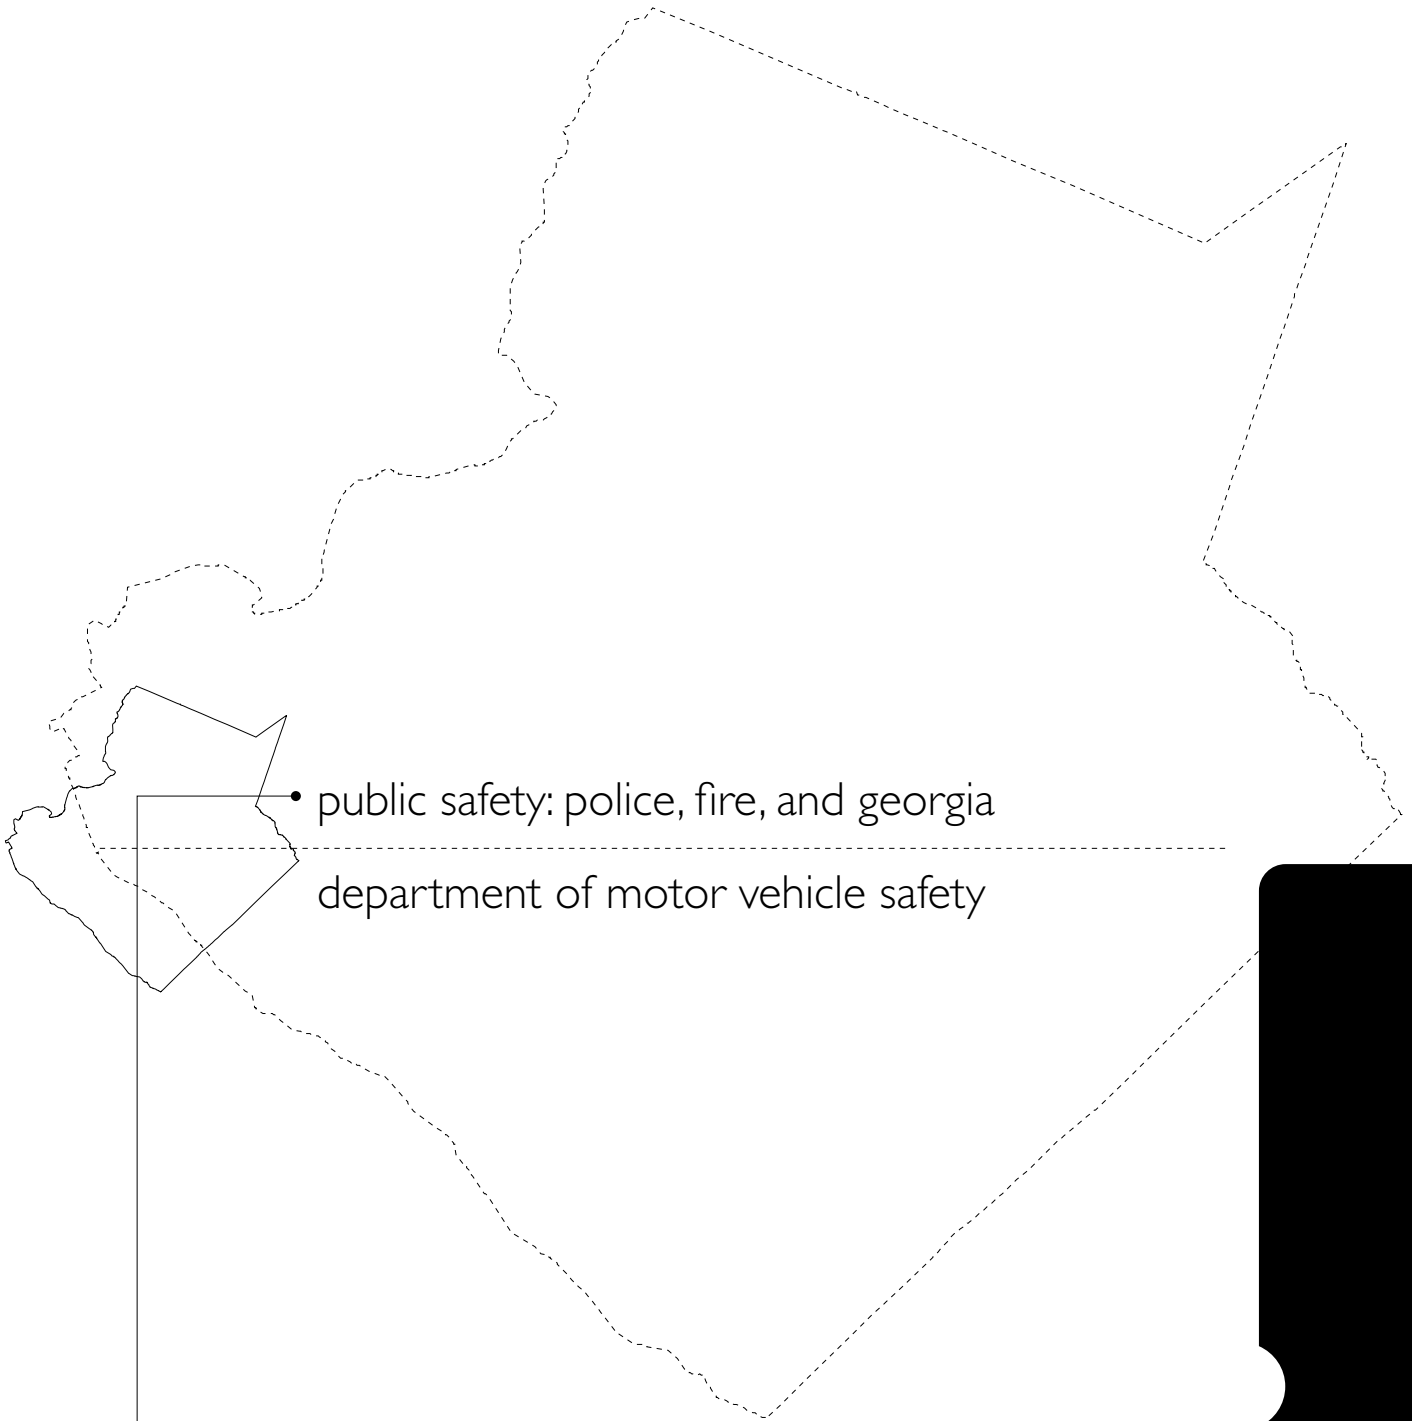 public safety: police, fire, and georgia
department of motor vehicle safety